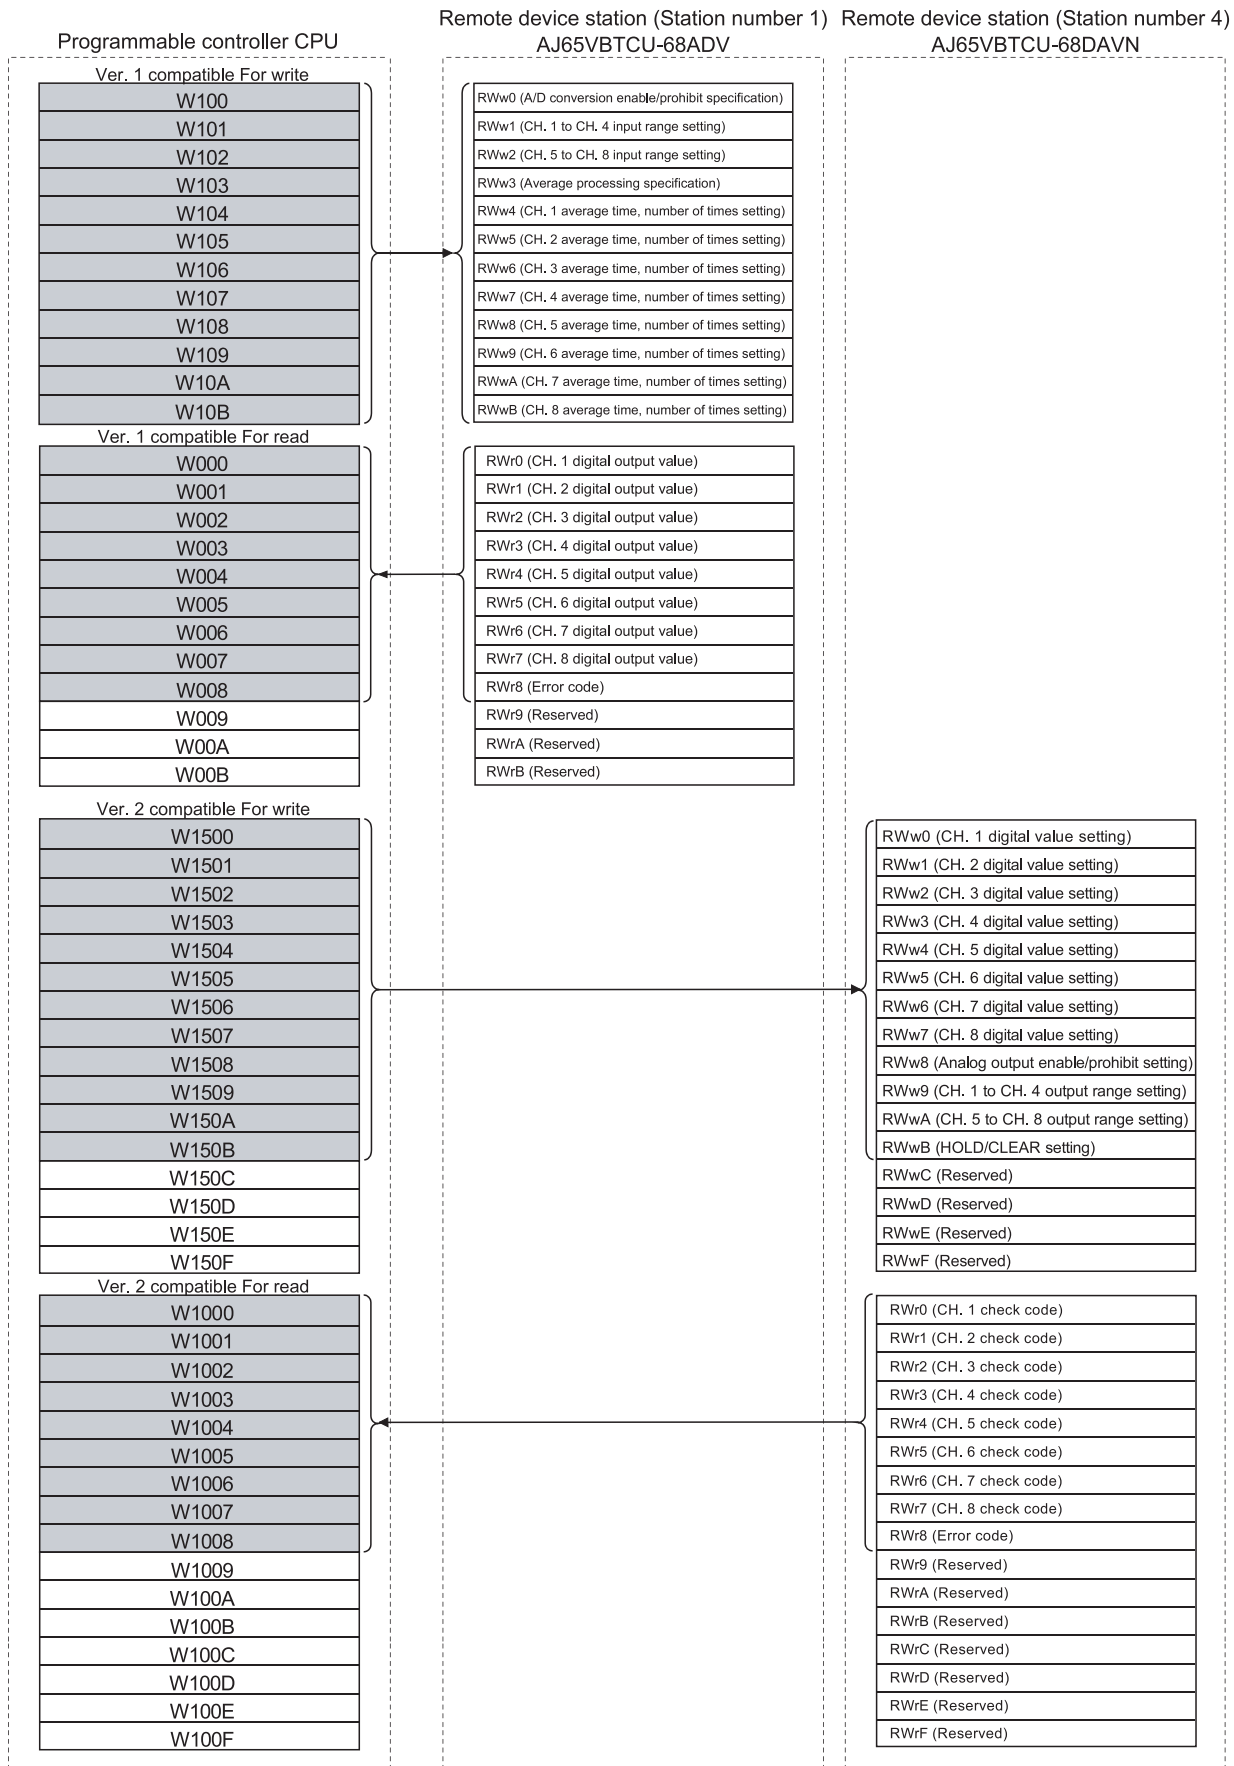 Programmable controller CPU
Remote device station (Station number 1)
AJ65VBTCU-68ADV
Remote device station (Station number 4)
AJ65VBTCU-68DAVN
Ver. 1 compatible For write
W100
W101
W102
W103
W104
W105
W106
W107
W108
W109
W10A
W10B
RWw0 (A/D conversion enable/prohibit specification)
RWw1 (CH. 1 to CH. 4 input range setting)
RWw2 (CH. 5 to CH. 8 input range setting)
RWw3 (Average processing specification)
RWw4 (CH. 1 average time, number of times setting)
RWw5 (CH. 2 average time, number of times setting)
RWw6 (CH. 3 average time, number of times setting)
RWw7 (CH. 4 average time, number of times setting)
RWw8 (CH. 5 average time, number of times setting)
RWw9 (CH. 6 average time, number of times setting)
RWwA (CH. 7 average time, number of times setting)
RWwB (CH. 8 average time, number of times setting)
Ver. 1 compatible For read
W000
W001
W002
W003
W004
W005
W006
W007
W008
W009
W00A
W00B
RWr0 (CH. 1 digital output value)
RWr1 (CH. 2 digital output value)
RWr2 (CH. 3 digital output value)
RWr3 (CH. 4 digital output value)
RWr4 (CH. 5 digital output value)
RWr5 (CH. 6 digital output value)
RWr6 (CH. 7 digital output value)
RWr7 (CH. 8 digital output value)
RWr8 (Error code)
RWr9 (Reserved)
RWrA (Reserved)
RWrB (Reserved)
Ver. 2 compatible For write
W1500
W1501
W1502
W1503
W1504
W1505
W1506
W1507
W1508
W1509
W150A
W150B
W150C
W150D
W150E
W150F
RWw0 (CH. 1 digital value setting)
RWw1 (CH. 2 digital value setting)
RWw2 (CH. 3 digital value setting)
RWw3 (CH. 4 digital value setting)
RWw4 (CH. 5 digital value setting)
RWw5 (CH. 6 digital value setting)
RWw6 (CH. 7 digital value setting)
RWw7 (CH. 8 digital value setting)
RWw8 (Analog output enable/prohibit setting)
RWw9 (CH. 1 to CH. 4 output range setting)
RWwA (CH. 5 to CH. 8 output range setting)
RWwB (HOLD/CLEAR setting)
RWwC (Reserved)
RWwD (Reserved)
RWwE (Reserved)
RWwF (Reserved)
Ver. 2 compatible For read
W1000
W1001
W1002
W1003
W1004
W1005
W1006
W1007
W1008
W1009
W100A
W100B
W100C
W100D
W100E
W100F
RWr0 (CH. 1 check code)
RWr1 (CH. 2 check code)
RWr2 (CH. 3 check code)
RWr3 (CH. 4 check code)
RWr4 (CH. 5 check code)
RWr5 (CH. 6 check code)
RWr6 (CH. 7 check code)
RWr7 (CH. 8 check code)
RWr8 (Error code)
RWr9 (Reserved)
RWrA (Reserved)
RWrB (Reserved)
RWrC (Reserved)
RWrD (Reserved)
RWrE (Reserved)
RWrF (Reserved)